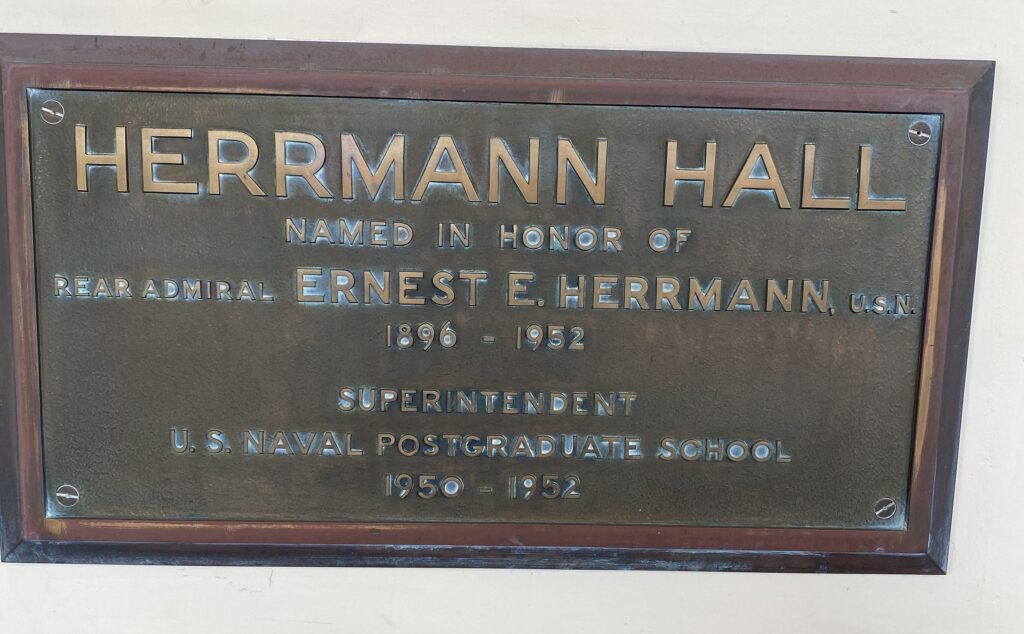 HERRMANN HALL
NAMED IN HONOR OF
REAR ADMIRAL ERNEST E. HERRMANN, U.S.N.
1896 - 1952
SUPERINTENDENT
U. S. NAVAL POSTGRADUATE SCHOOL
1950 - 1952